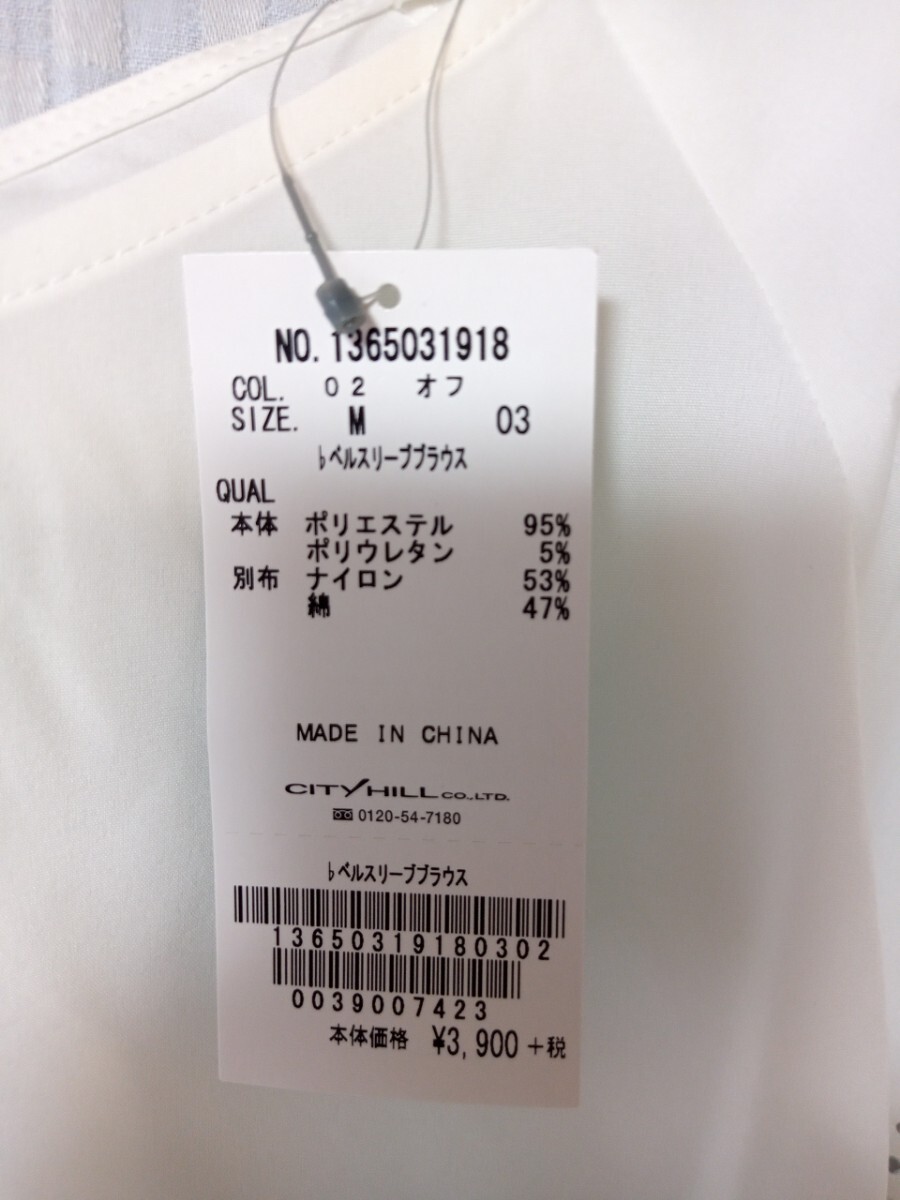 NO. 1365031918
COL. 02 オフ
SIZE. M 03
♭ベルスリーブブラウス
QUAL
本体 ポリエステル 95%
ポリウレタン 5%
別布 ナイロン 53%
綿 47%
MADE IN CHINA
CITY HILL CO.,LTD.
0120-54-7180
♭ベルスリーブブラウス
13650319180302
0039007423
本体価格 ¥3,900+税